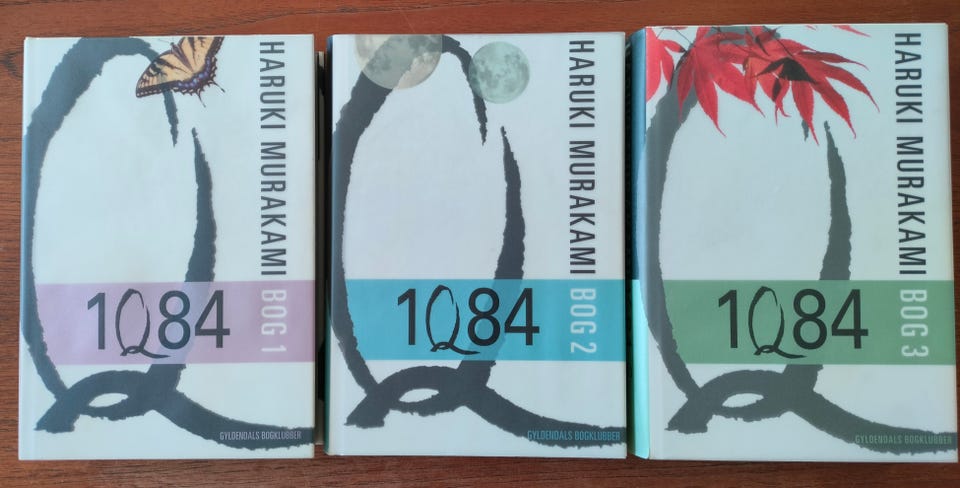 HARUKI MURAKAMI BOG 1
1Q84
GYLDENDALS BOGKLUBBER
HARUKI MURAKAMI BOG 2
1Q84
GYLDENDALS BOGKLUBBER
HARUKI MURAKAMI BOG 3
1Q84
GYLDENDALS BOGKLUBBER